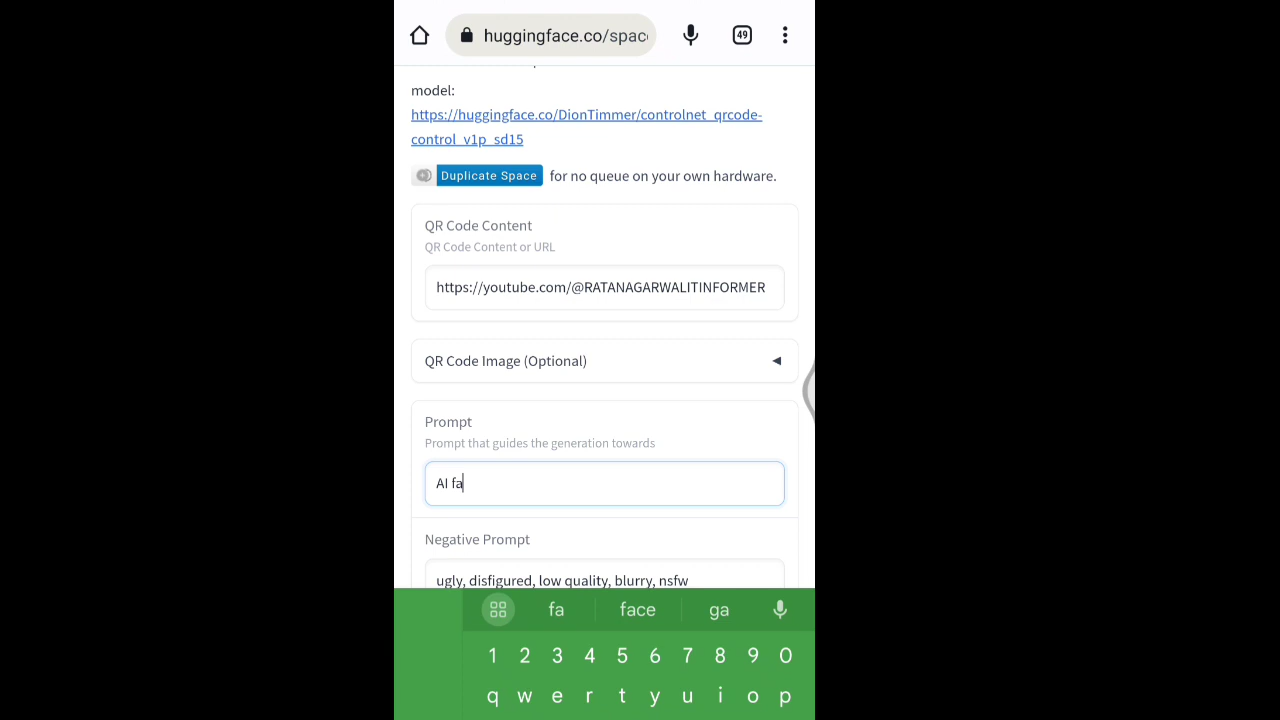 49
huggingface.co/spac
model:
https://huggingface.co/DionTimmer/controlnet_qrcode-
control_v1p_sd15
Duplicate Space for no queue on your own hardware.
QR Code Content
QR Code Content or URL
https://youtube.com/@RATANAGARWALITINFORMER
QR Code Image (Optional)
Prompt
Prompt that guides the generation towards
AI fa
Negative Prompt
ugly, disfigured, low quality, blurry, nsfw
fa face ga
1 2 3 4 5 6 7 8 9 0
q w e r t y u i o p